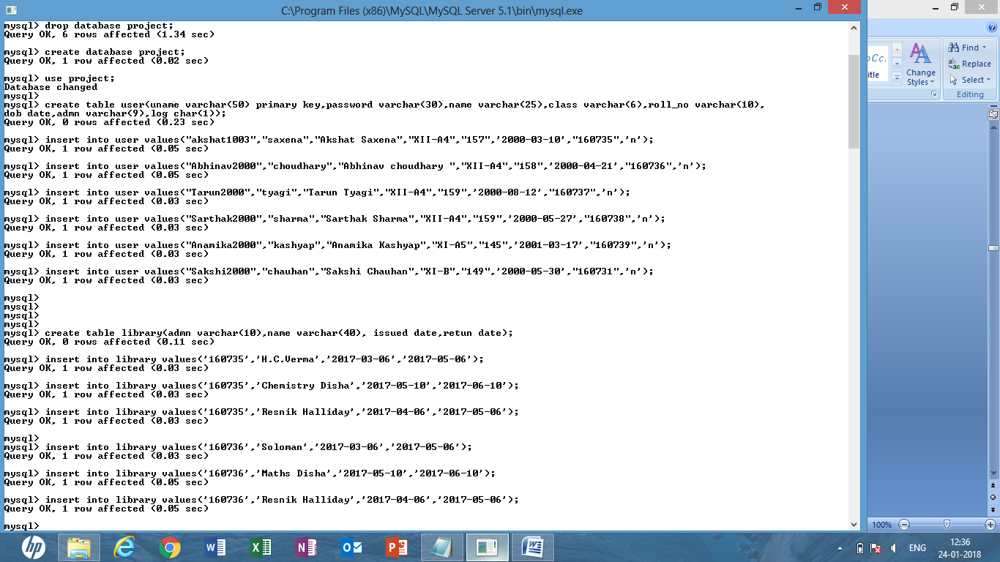 C:\Program Files (x86)\MySQL\MySQL Server 5.1\bin\mysql.exe
mysql> drop database project;
Query OK, 6 rows affected (1.34 sec)
mysql> create database project;
Query OK, 1 row affected (0.02 sec)
mysql> use project;
Database changed
mysql>
mysql> create table user(uname varchar(50) primary key,password varchar(30),name varchar(25),class varchar(6),roll_no varchar(10),
dob date,admn varchar(9),log char(1));
Query OK, 0 rows affected (0.23 sec)
mysql> insert into user values("akshat1003","saxena","Akshat Saxena","XII-A4","157",'2000-03-10',"160735",'n');
Query OK, 1 row affected (0.05 sec)
mysql> insert into user values("Abhinav2000","choudhary","Abhinav choudhary ","XII-A4","158",'2000-04-21',"160736",'n');
Query OK, 1 row affected (0.05 sec)
mysql> insert into user values("Tarun2000","tyagi","Tarun Tyagi","XII-A4","159",'2000-08-12',"160737",'n');
Query OK, 1 row affected (0.03 sec)
mysql> insert into user values("Sarthak2000","sharma","Sarthak Sharma","XII-A4","159",'2000-05-27',"160738",'n');
Query OK, 1 row affected (0.03 sec)
mysql> insert into user values("Anamika2000","kashyap","Anamika Kashyap","XI-A5","145",'2001-03-17',"160739",'n');
Query OK, 1 row affected (0.03 sec)
mysql> insert into user values("Sakshi2000","chauhan","Sakshi Chauhan","XI-B","149",'2000-05-30',"160731",'n');
Query OK, 1 row affected (0.03 sec)
mysql>
mysql>
mysql>
mysql>
mysql> create table library(admn varchar(10),name varchar(40), issued date,retun date);
Query OK, 0 rows affected (0.11 sec)
mysql> insert into library values('160735','H.C.Verma','2017-03-06','2017-05-06');
Query OK, 1 row affected (0.03 sec)
mysql> insert into library values('160735','Chemistry Disha','2017-05-10','2017-06-10');
Query OK, 1 row affected (0.03 sec)
mysql> insert into library values('160735','Resnik Halliday','2017-04-06','2017-05-06');
Query OK, 1 row affected (0.03 sec)
mysql>
mysql> insert into library values('160736','Soloman','2017-03-06','2017-05-06');
Query OK, 1 row affected (0.03 sec)
mysql> insert into library values('160736','Maths Disha','2017-05-10','2017-06-10');
Query OK, 1 row affected (0.05 sec)
mysql> insert into library values('160736','Resnik Halliday','2017-04-06','2017-05-06');
Query OK, 1 row affected (0.05 sec)
mysql>
Find
Replace
Select
Editing
Change
Styles
100%
hp
ENG
12:36
24-01-2018